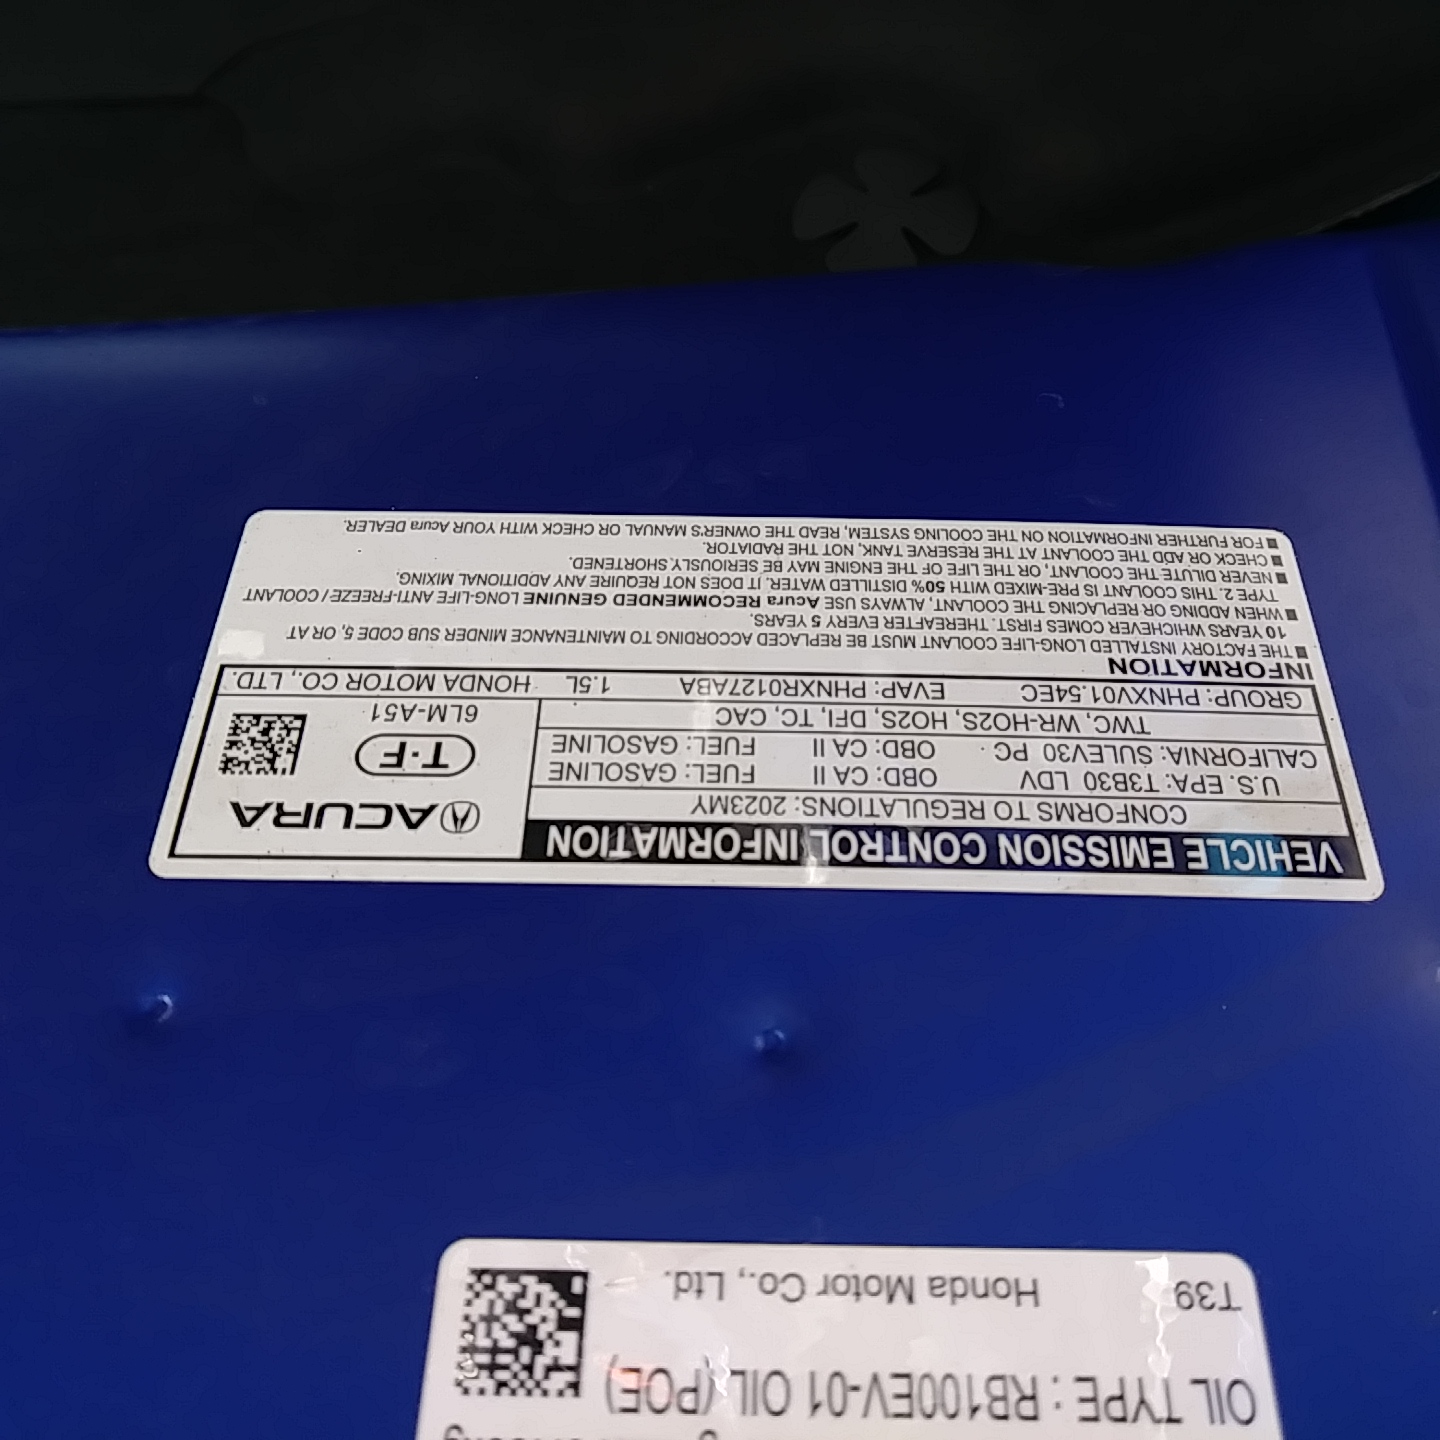 VEHICLE EMISSION CONTROL INFORMATION
CONFORMS TO REGULATIONS: 2023MY
U.S. EPA: T3B30 LDV OBD: CA II FUEL: GASOLINE
CALIFORNIA: SULEV30 PC OBD: CA II FUEL: GASOLINE
TWC, WR-HO2S, HO2S, DFI, TC, CAC
GROUP: PHNXV01.54EC EVAP: PHNXR0127ABA 1.5L HONDA MOTOR CO., LTD.
ACURA
T·F
6LM-A51
INFORMATION
■ THE FACTORY INSTALLED LONG-LIFE COOLANT MUST BE REPLACED ACCORDING TO MAINTENANCE MINDER SUB CODE 5, OR AT
10 YEARS WHICHEVER COMES FIRST. THEREAFTER EVERY 5 YEARS.
■ WHEN ADDING OR REPLACING THE COOLANT, ALWAYS USE Acura RECOMMENDED GENUINE LONG-LIFE ANTI-FREEZE / COOLANT
TYPE 2. THIS COOLANT IS PRE-MIXED WITH 50% DISTILLED WATER. IT DOES NOT REQUIRE ANY ADDITIONAL MIXING.
■ NEVER DILUTE THE COOLANT, OR THE LIFE OF THE ENGINE MAY BE SERIOUSLY SHORTENED.
■ CHECK OR ADD THE COOLANT AT THE RESERVE TANK, NOT THE RADIATOR.
■ FOR FURTHER INFORMATION ON THE COOLING SYSTEM, READ THE OWNER'S MANUAL OR CHECK WITH YOUR Acura DEALER.
OIL TYPE : RB100EV-01 OIL (POE)
T39 Honda Motor Co., Ltd.